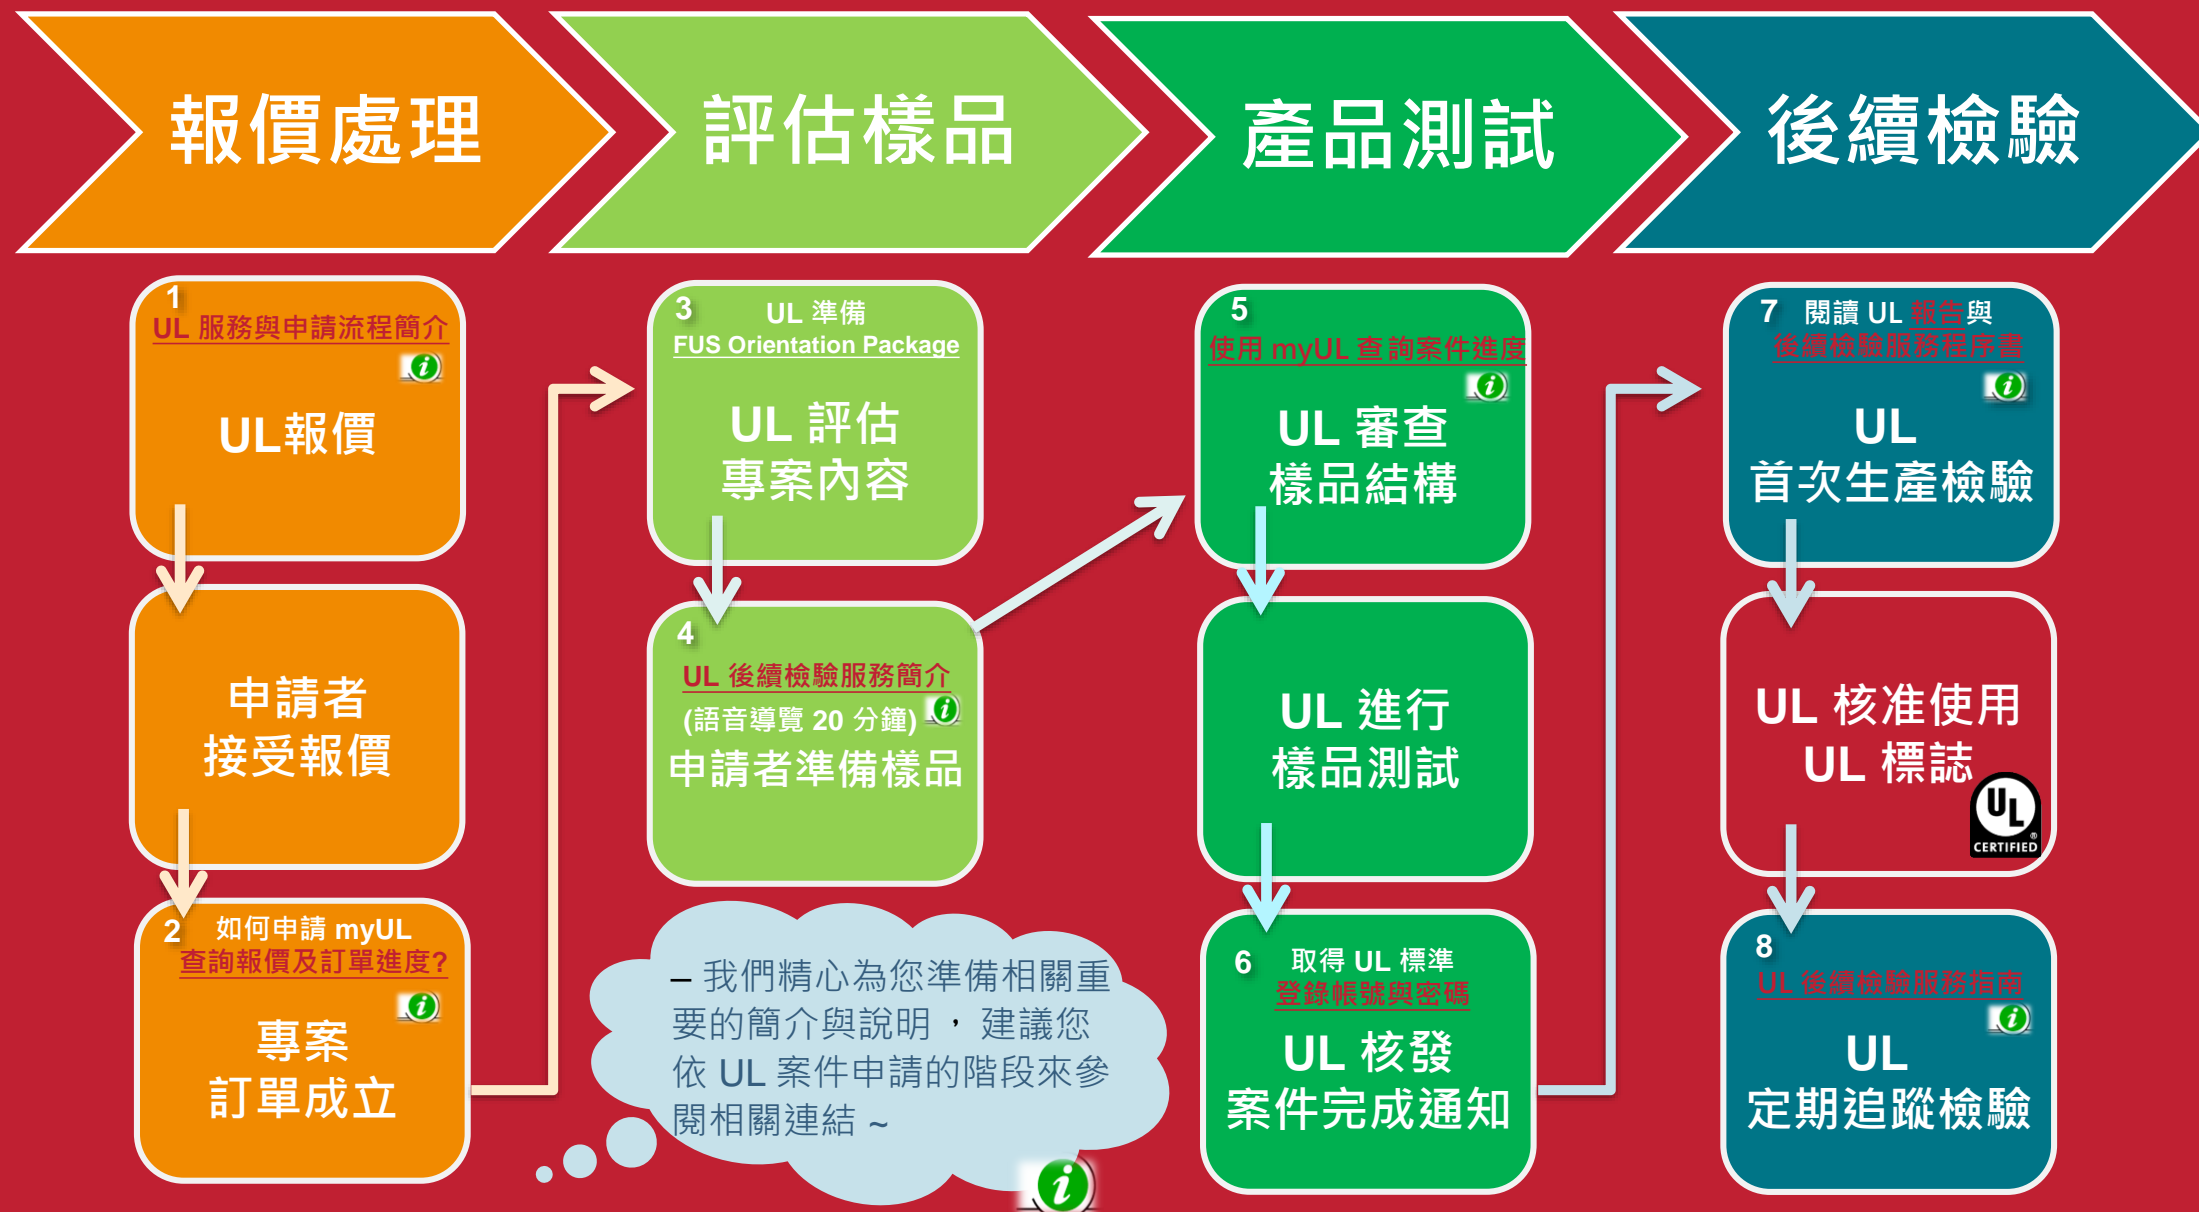 報價處理
評估樣品
產品測試
後續檢驗
1
UL 服務與申請流程簡介
UL報價
申請者
接受報價
2
如何申請 myUL
查詢報價及訂單進度?
專案
訂單成立
3
UL 準備
FUS Orientation Package
UL 評估
專案內容
4
UL 後續檢驗服務簡介
(語音導覽 20 分鐘)
申請者準備樣品
– 我們精心為您準備相關重
要的簡介與說明 ， 建議您
依 UL 案件申請的階段來參
閱相關連結 ~
5
使用 myUL 查詢案件進度
UL 審查
樣品結構
UL 進行
樣品測試
6
取得 UL 標準
登錄帳號與密碼
UL 核發
案件完成通知
7
閱讀 UL 報告與
後續檢驗服務程序書
UL
首次生產檢驗
UL 核准使用
UL 標誌
UL
®
CERTIFIED
8
UL 後續檢驗服務指南
UL
定期追蹤檢驗